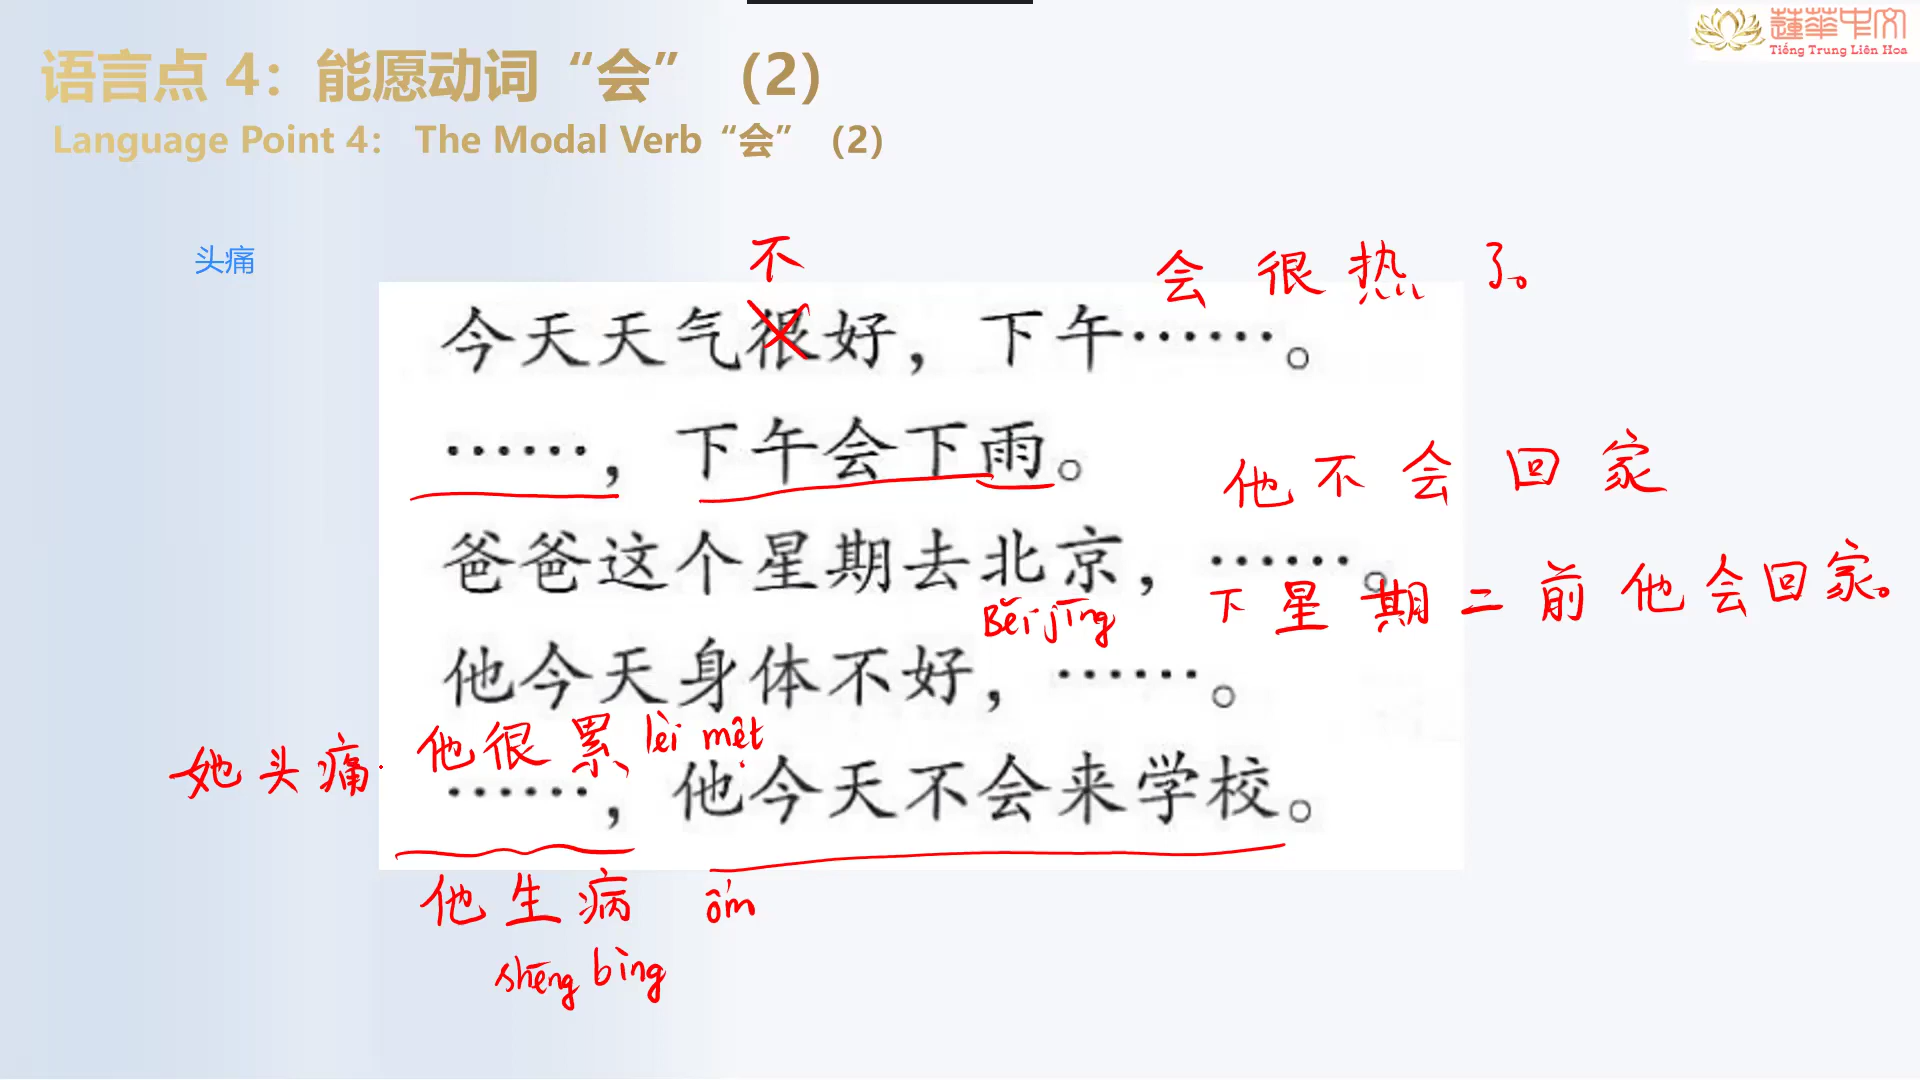 蓮華中文
Tiếng Trung Liên Hoa
语言点 4：能愿动词“会”（2）
Language Point 4： The Modal Verb “会”（2）
头痛
不
会很热了。
今天天气很好，下午……。
……，下午会下雨。
他不会回家
爸爸这个星期去北京，……。
Běijīng
下星期二前他会回家。
他今天身体不好，……。
她头痛.
他很累 lèi mệt
……，他今天不会来学校。
他生病 ốm
shēng bìng